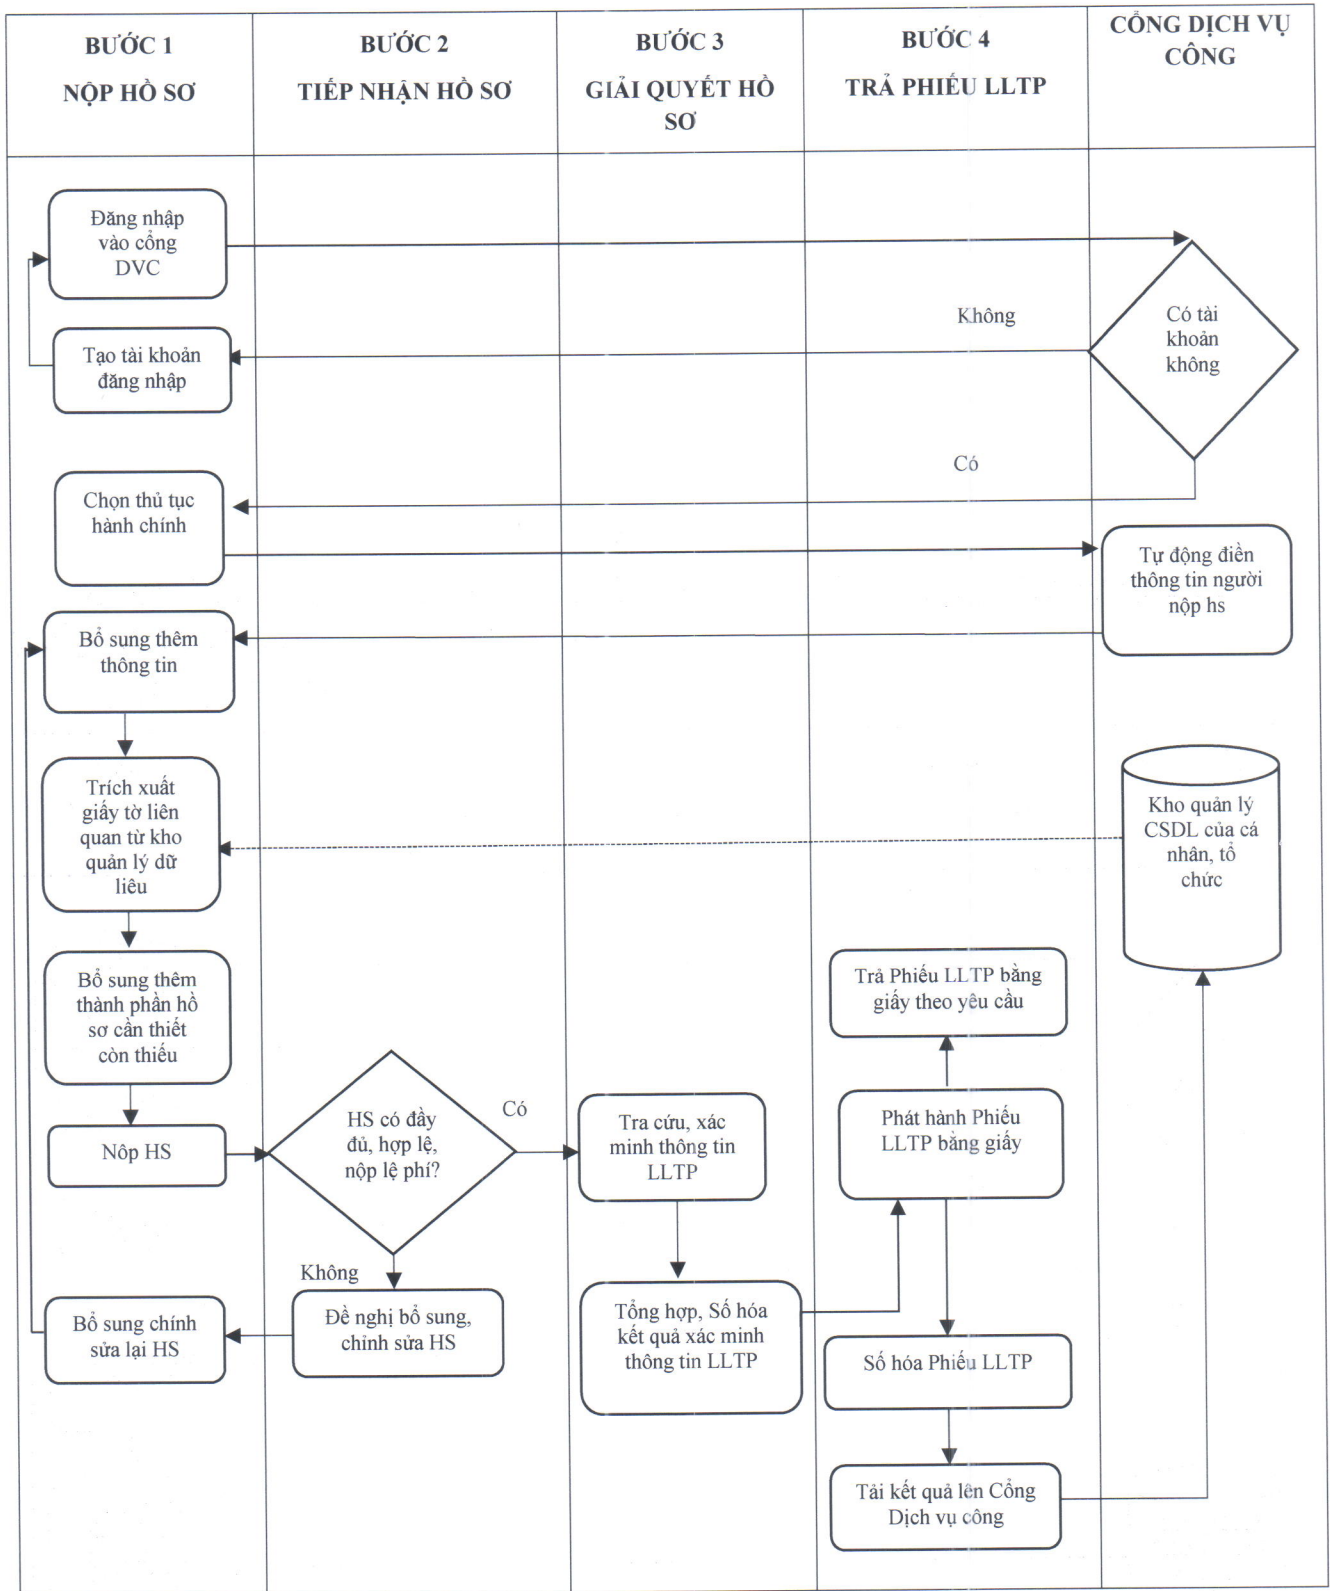 BƯỚC 1
NỘP HỒ SƠ
BƯỚC 2
TIẾP NHẬN HỒ SƠ
BƯỚC 3
GIẢI QUYẾT HỒ
SƠ
BƯỚC 4
TRẢ PHIẾU LLTP
CỔNG DỊCH VỤ
CÔNG
Đăng nhập
vào cổng
DVC
Không
Có tài
khoản
không
Tạo tài khoản
đăng nhập
Có
Chọn thủ tục
hành chính
Tự động điền
thông tin người
nộp hs
Bổ sung thêm
thông tin
Trích xuất
giấy tờ liên
quan từ kho
quản lý dữ
liêu
Kho quản lý
CSDL của cá
nhân, tổ
chức
Bổ sung thêm
thành phần hồ
sơ cần thiết
còn thiếu
Trả Phiếu LLTP bằng
giấy theo yêu cầu
Nôp HS
HS có đầy
đủ, hợp lệ,
nộp lệ phí?
Có
Tra cứu, xác
minh thông tin
LLTP
Phát hành Phiếu
LLTP bằng giấy
Không
Bổ sung chính
sửa lại HS
Đề nghị bổ sung,
chỉnh sửa HS
Tổng hợp, Số hóa
kết quả xác minh
thông tin LLTP
Số hóa Phiếu LLTP
Tải kết quả lên Cổng
Dịch vụ công